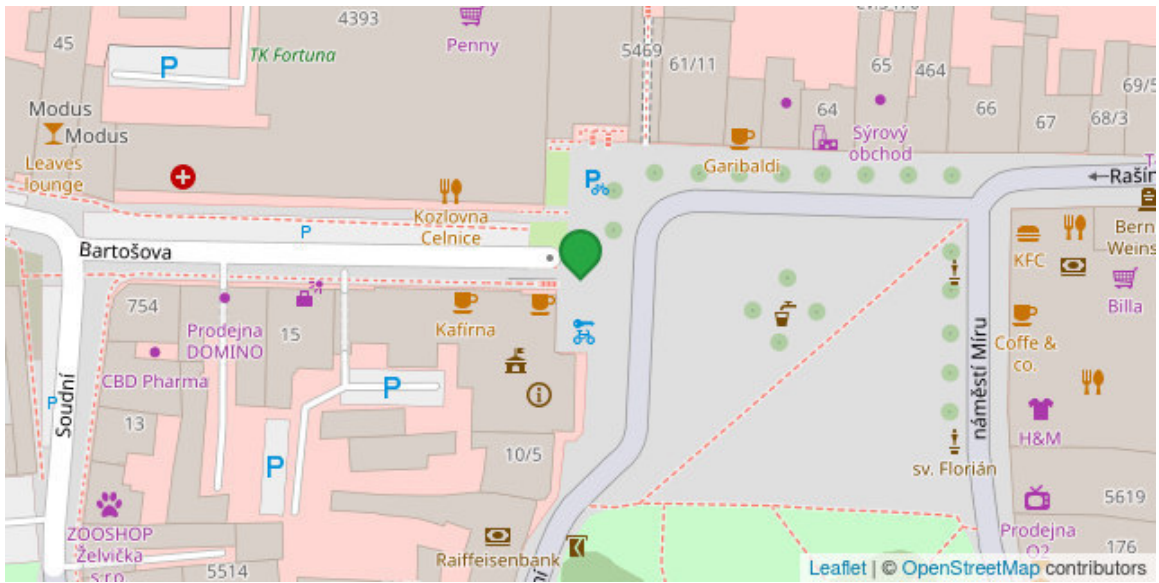 4393
45
TK Fortuna
P
Penny
5469
61/11
65
464
69/5
Modus
Modus
64
66
67
68/3
Leaves
lounge
Garibaldi
Sýrový
obchod
P
Kozlovna
Celnice
P
Rašín
Bern
Weins
KFC
Bartošova
Billa
754
Prodejna
DOMINO
15
Kafírna
Coffe &
co.
CBD Pharma
P
P
Soudní
náměstí Míru
13
H&M
10/5
sv. Florián
P
ZOOSHOP
Želvička
s.r.o.
5619
Prodejna
O2
176
Raiffeisenbank
5514
Leaflet | © OpenStreetMap contributors